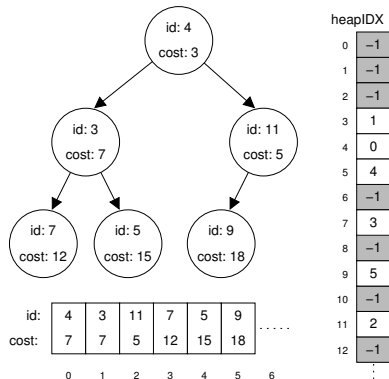 heapIDX
id: 4
cost: 3
id: 3
cost: 7
id: 11
cost: 5
id: 7
cost: 12
id: 5
cost: 15
id: 9
cost: 18
id: 4 3 11 7 5 9
cost: 7 7 5 12 15 18 .....
0 1 2 3 4 5 6
0 −1
1 −1
2 −1
3 1
4 0
5 4
6 −1
7 3
8 −1
9 5
10 −1
11 2
12 −1